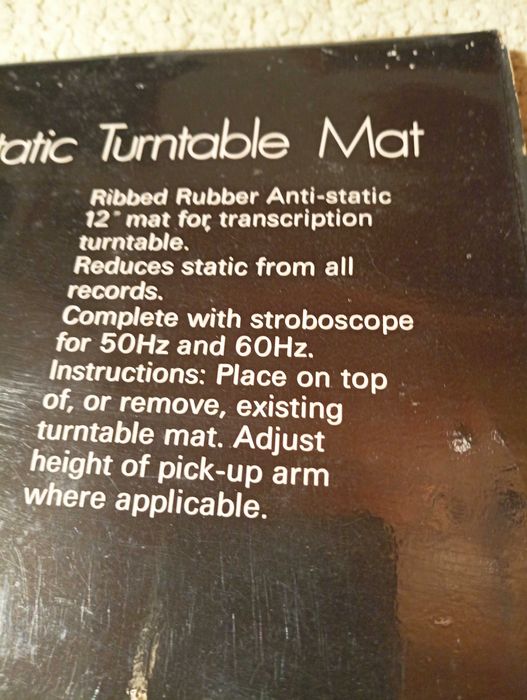 tatic Turntable Mat
Ribbed Rubber Anti-static
12" mat for transcription
turntable.
Reduces static from all
records.
Complete with stroboscope
for 50Hz and 60Hz.
Instructions: Place on top
of, or remove, existing
turntable mat. Adjust
height of pick-up arm
where applicable.